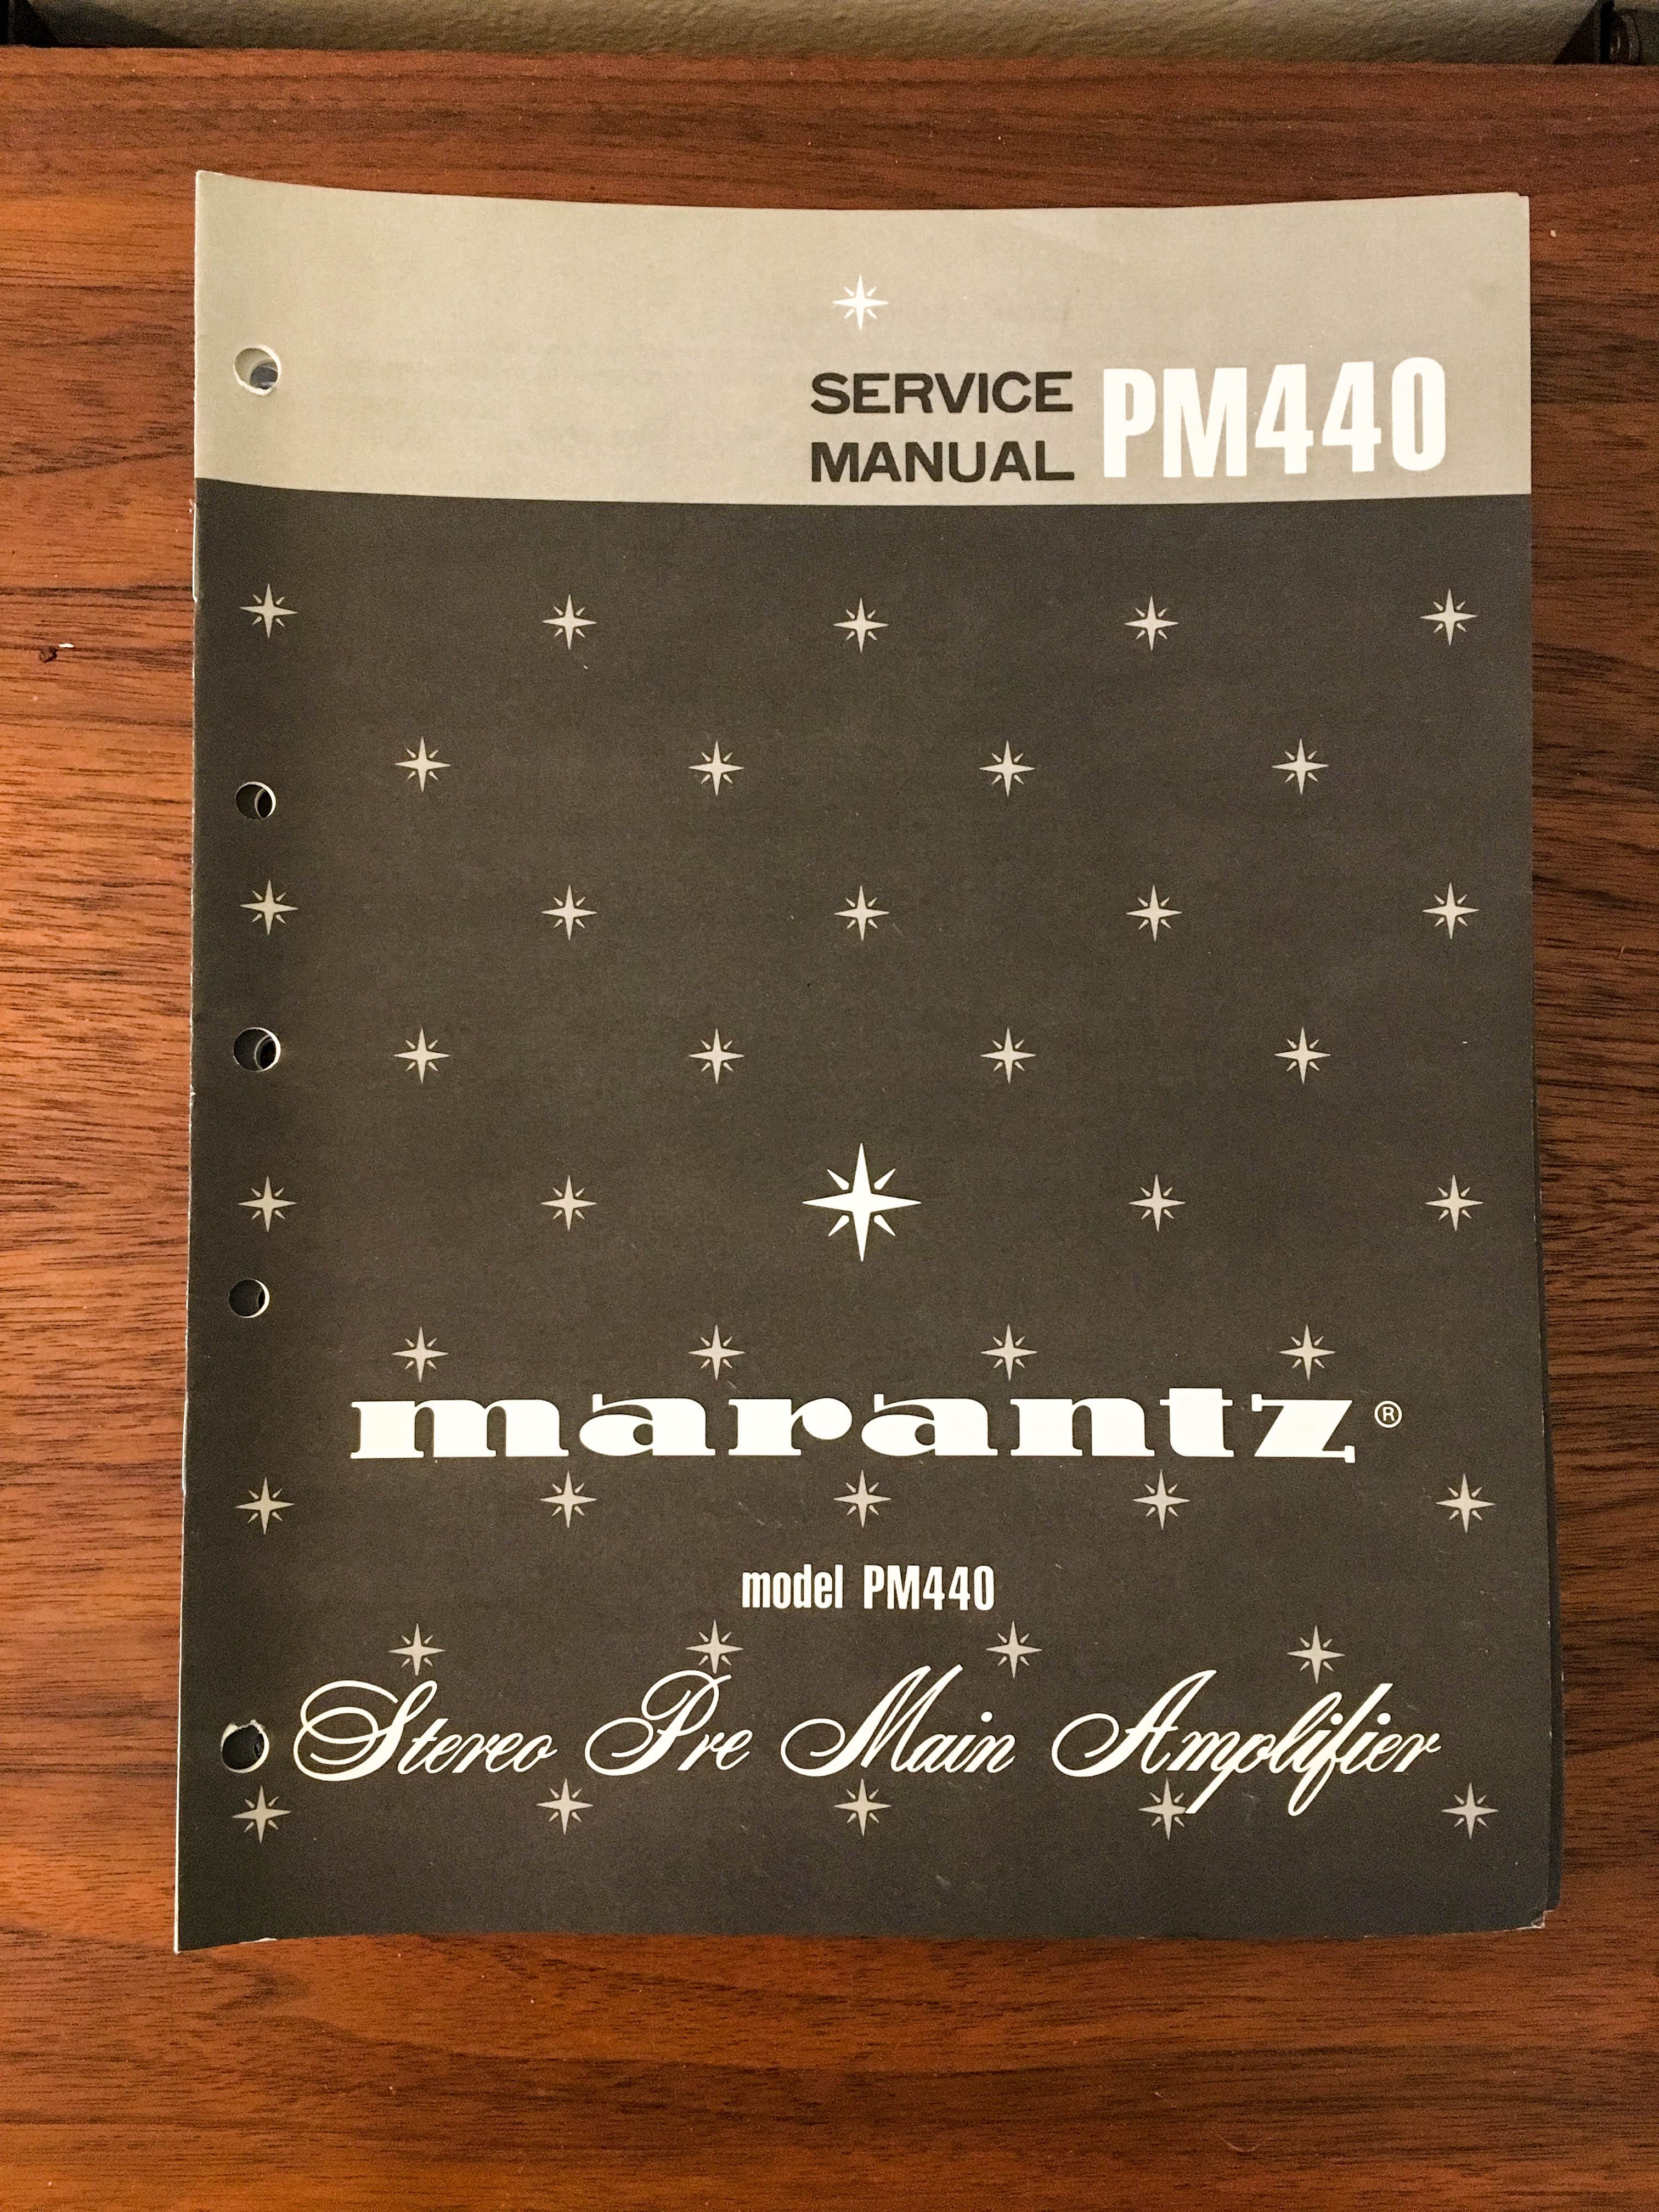 SERVICE
MANUAL PM440
marantz®
model PM440
Stereo Pre Main Amplifier